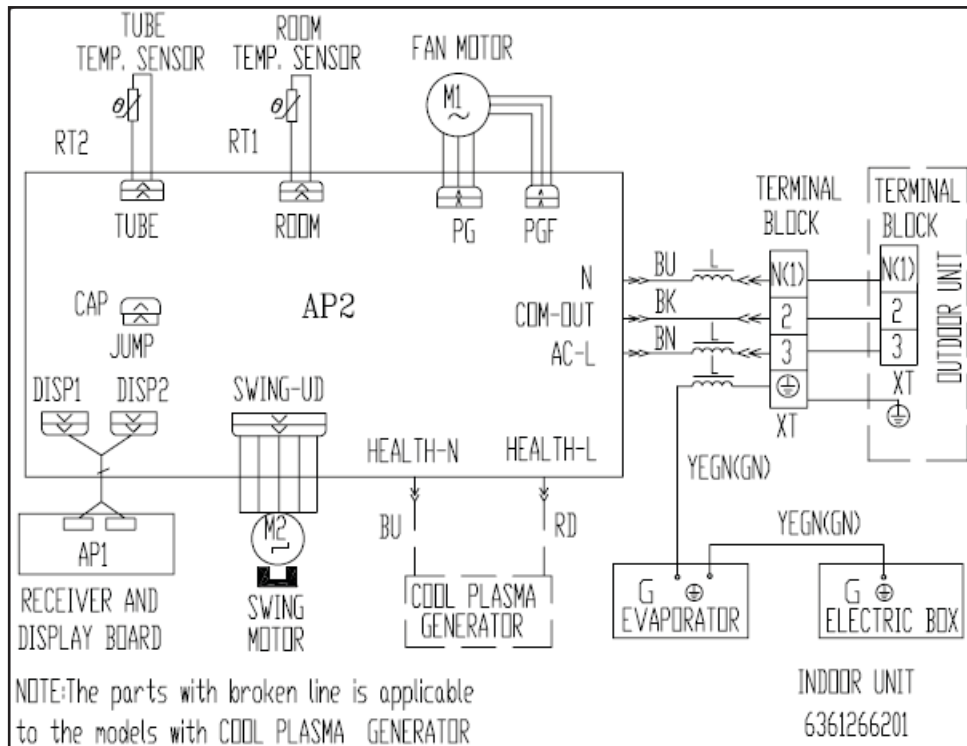 TUBE
TEMP. SENSOR
ROOM
TEMP. SENSOR
FAN MOTOR
θ
RT2
θ
RT1
M1
~
TUBE
ROOM
PG
PGF
TERMINAL
BLOCK
TERMINAL
BLOCK
OUTDOOR UNIT
CAP
JUMP
AP2
N
COM-OUT
AC-L
BU
BK
BN
L
L
L
N(1)
2
3
XT
N(1)
2
3
XT
DISP1
DISP2
SWING-UD
HEALTH-N
HEALTH-L
YEGN(GN)
BU
RD
YEGN(GN)
AP1
RECEIVER AND
DISPLAY BOARD
M2
SWING
MOTOR
COOL PLASMA
GENERATOR
G
EVAPORATOR
G
ELECTRIC BOX
NOTE:The parts with broken line is applicable
to the models with COOL PLASMA GENERATOR
INDOOR UNIT
6361266201